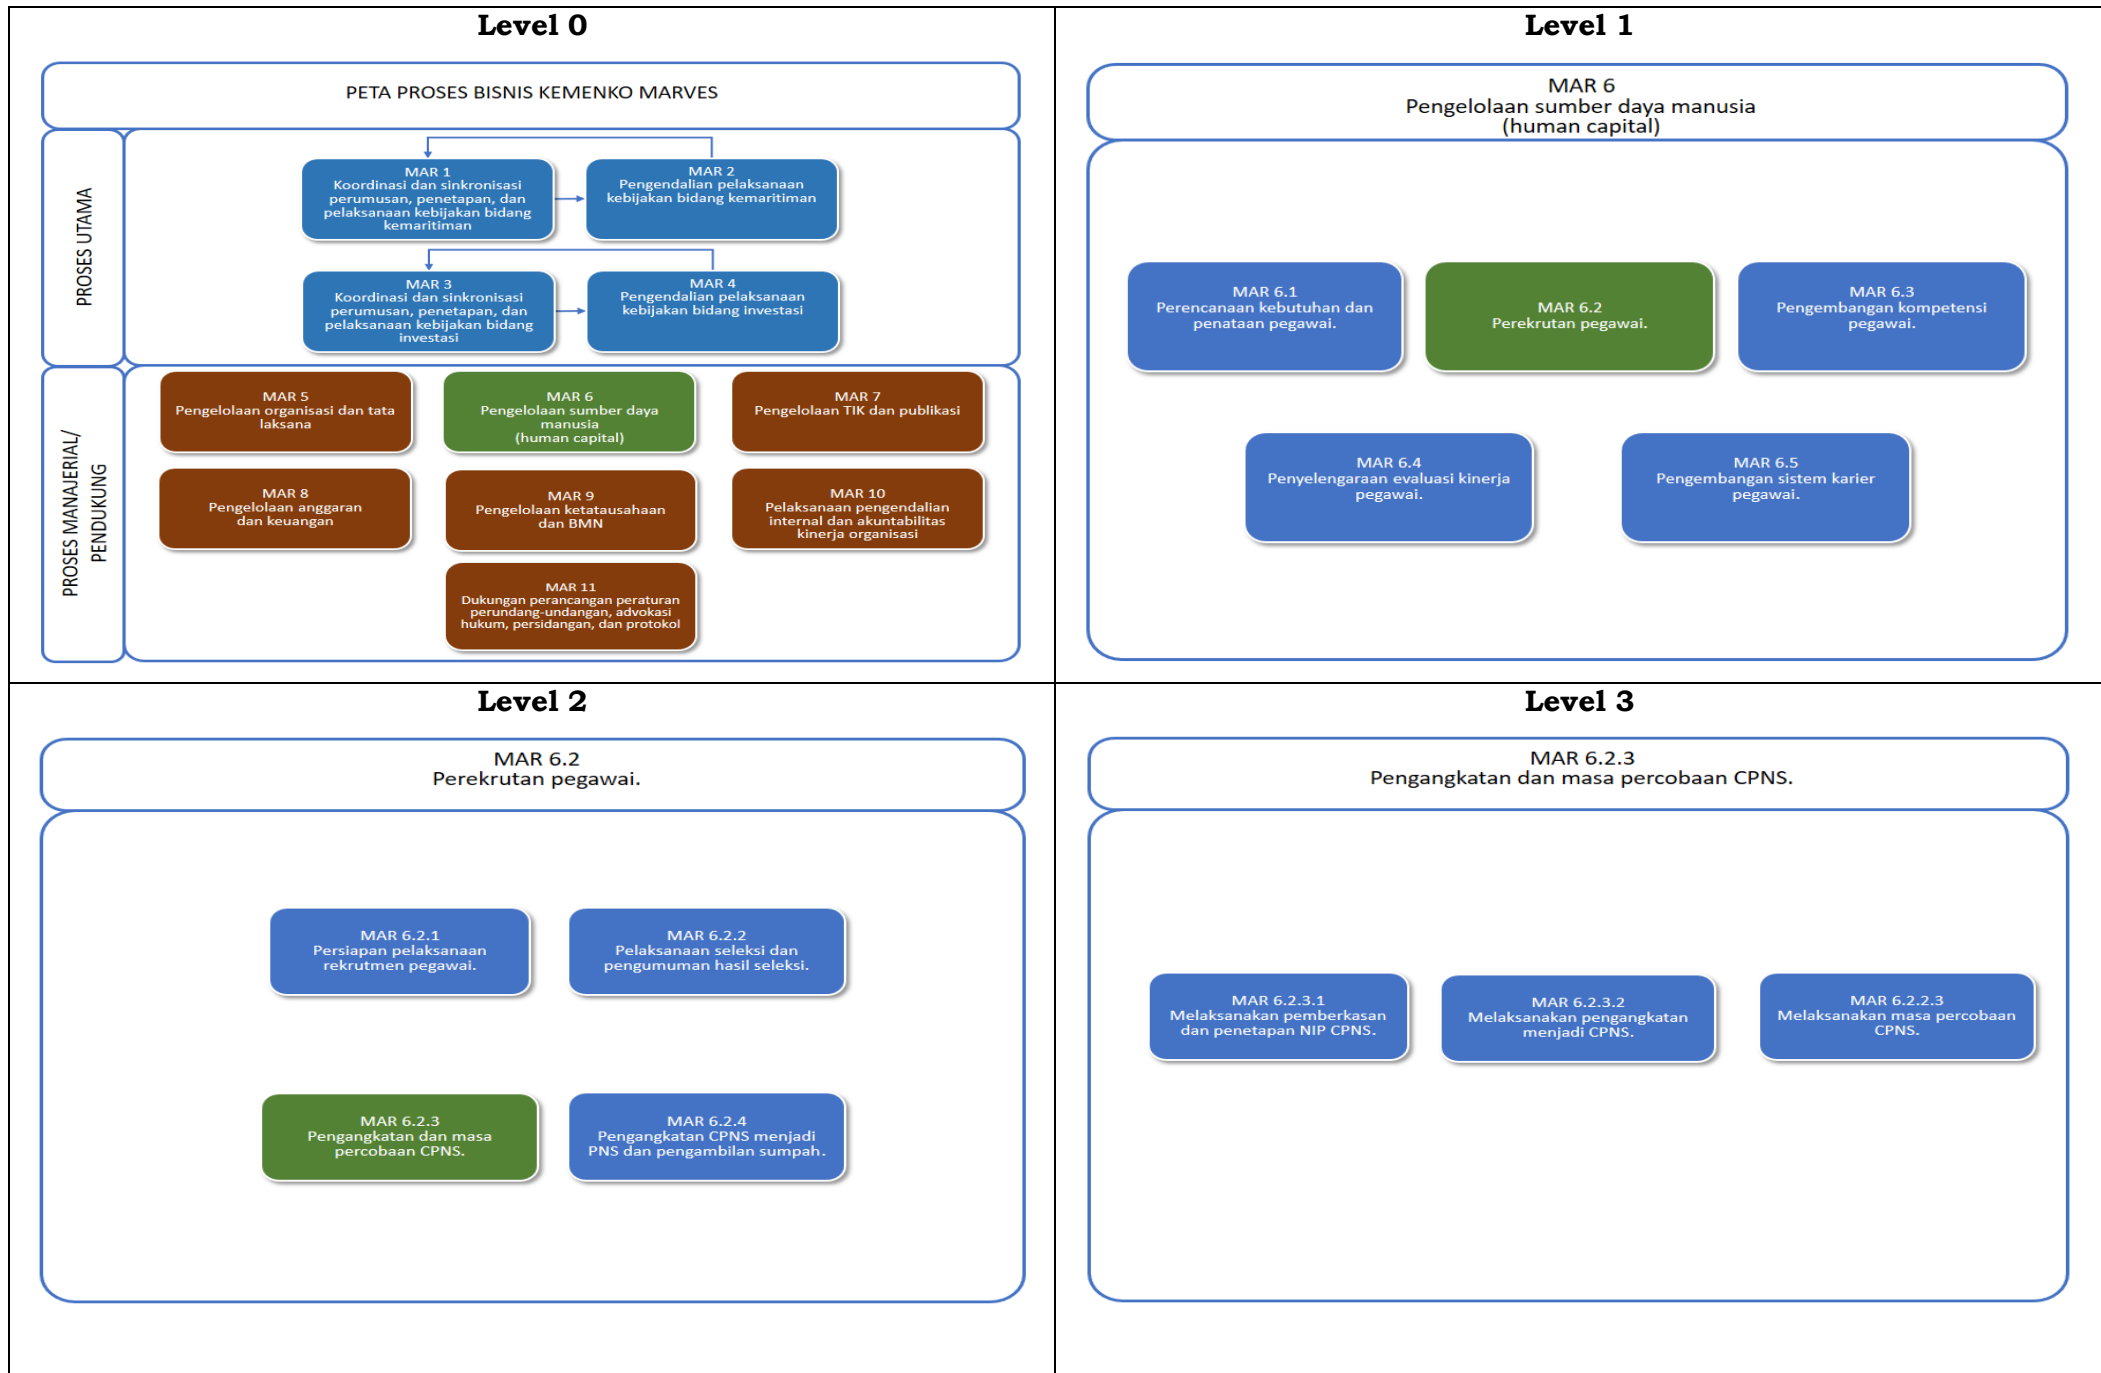 Level 0
PETA PROSES BISNIS KEMENKO MARVES
PROSES UTAMA
MAR 1
Koordinasi dan sinkronisasi
perumusan, penetapan, dan
pelaksanaan kebijakan bidang
kemaritiman
MAR 2
Pengendalian pelaksanaan
kebijakan bidang kemaritiman
MAR 3
Koordinasi dan sinkronisasi
perumusan, penetapan, dan
pelaksanaan kebijakan bidang
investasi
MAR 4
Pengendalian pelaksanaan
kebijakan bidang investasi
PROSES MANAJERIAL/
PENDUKUNG
MAR 5
Pengelolaan organisasi dan tata
laksana
MAR 6
Pengelolaan sumber daya
manusia
(human capital)
MAR 7
Pengelolaan TIK dan publikasi
MAR 8
Pengelolaan anggaran
dan keuangan
MAR 9
Pengelolaan ketatausahaan
dan BMN
MAR 10
Pelaksanaan pengendalian
internal dan akuntabilitas
kinerja organisasi
MAR 11
Dukungan perancangan peraturan
perundang-undangan, advokasi
hukum, persidangan, dan protokol
Level 1
MAR 6
Pengelolaan sumber daya manusia
(human capital)
MAR 6.1
Perencanaan kebutuhan dan
penataan pegawai.
MAR 6.2
Perekrutan pegawai.
MAR 6.3
Pengembangan kompetensi
pegawai.
MAR 6.4
Penyelengaraan evaluasi kinerja
pegawai.
MAR 6.5
Pengembangan sistem karier
pegawai.
Level 2
MAR 6.2
Perekrutan pegawai.
MAR 6.2.1
Persiapan pelaksanaan
rekrutmen pegawai.
MAR 6.2.2
Pelaksanaan seleksi dan
pengumuman hasil seleksi.
MAR 6.2.3
Pengangkatan dan masa
percobaan CPNS.
MAR 6.2.4
Pengangkatan CPNS menjadi
PNS dan pengambilan sumpah.
Level 3
MAR 6.2.3
Pengangkatan dan masa percobaan CPNS.
MAR 6.2.3.1
Melaksanakan pemberkasan
dan penetapan NIP CPNS.
MAR 6.2.3.2
Melaksanakan pengangkatan
menjadi CPNS.
MAR 6.2.2.3
Melaksanakan masa percobaan
CPNS.